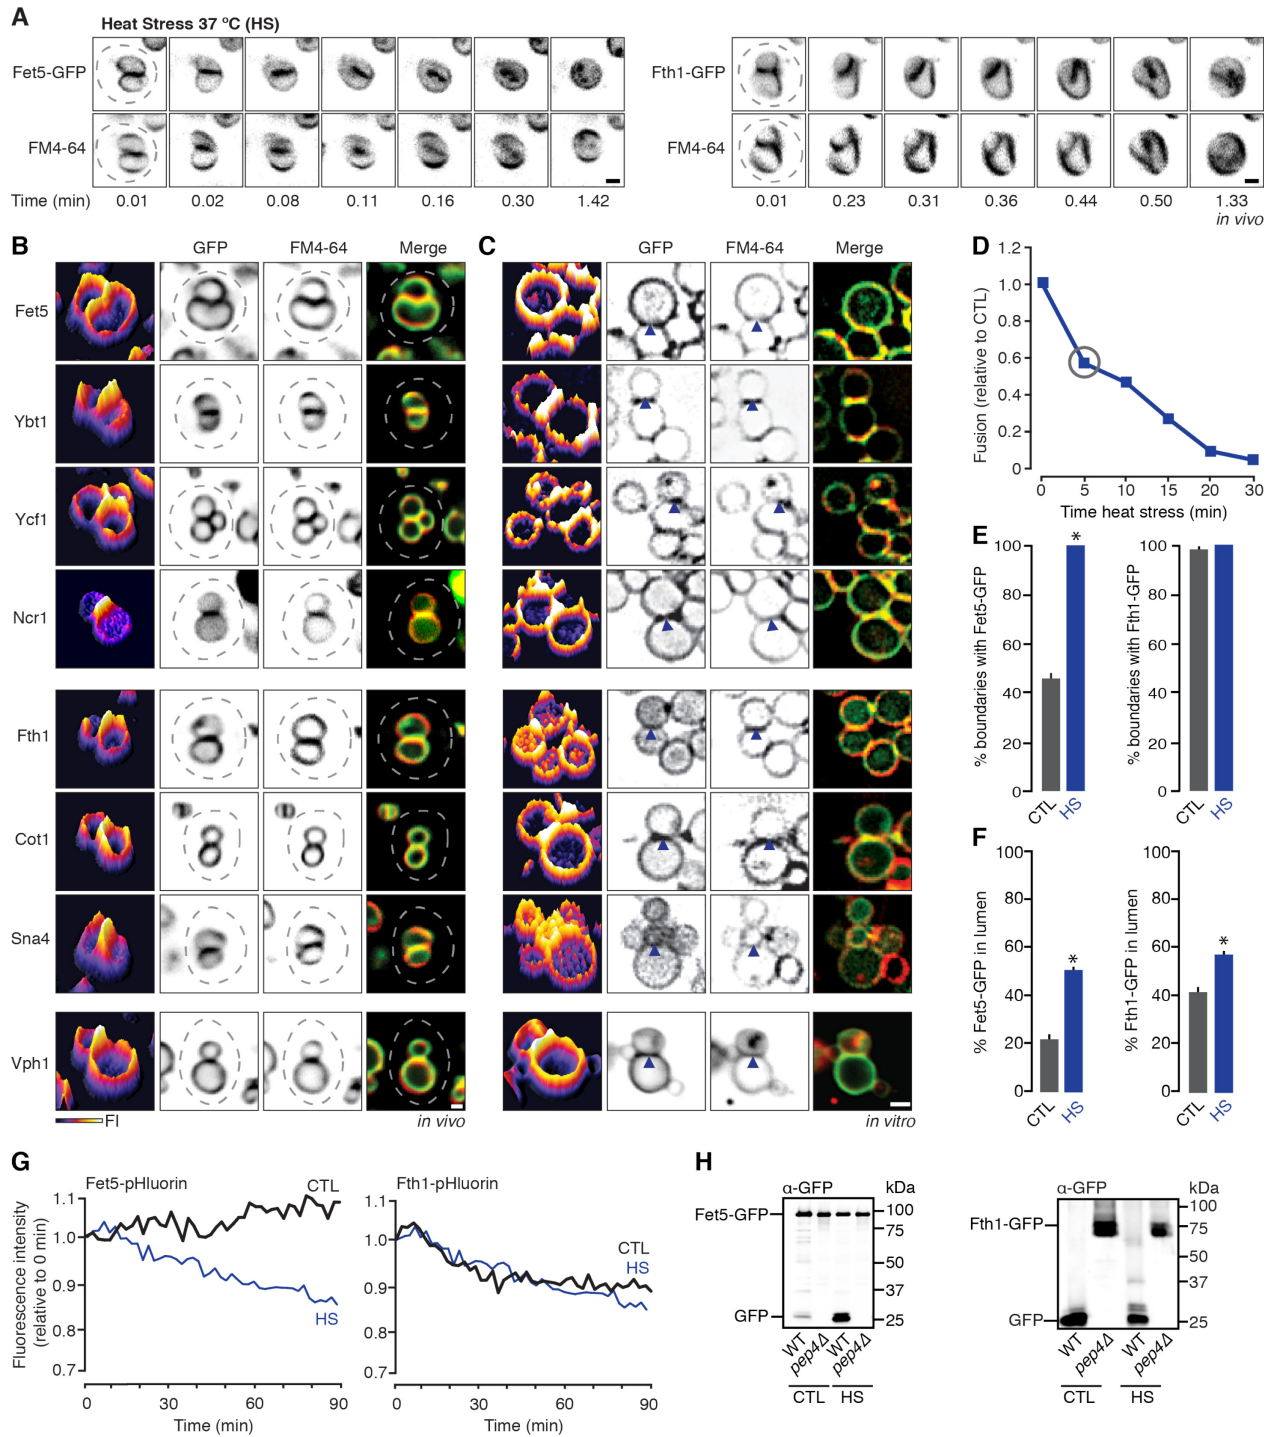 A
Heat Stress 37 °C (HS)
Fet5-GFP
FM4-64
Time (min) 0.01 0.02 0.08 0.11 0.16 0.30 1.42
Fth1-GFP
FM4-64
0.01 0.23 0.31 0.36 0.44 0.50 1.33
in vivo
B
GFP FM4-64 Merge
Fet5
Ybt1
Ycf1
Ncr1
Fth1
Cot1
Sna4
Vph1
FI
in vivo
C
GFP FM4-64 Merge
in vitro
D
Fusion (relative to CTL)
1.2
1.0
0.6
0.4
0.2
0
0 5 10 15 20 30
Time heat stress (min)
E
% boundaries with Fet5-GFP
100
80
60
40
20
0
*
CTL HS
% boundaries with Fth1-GFP
100
80
60
40
20
0
CTL HS
F
% Fet5-GFP in lumen
100
80
60
40
20
0
*
CTL HS
% Fth1-GFP in lumen
100
80
60
40
20
0
*
CTL HS
G
Fluorescence intensity
(relative to 0 min)
Fet5-pHluorin
CTL
HS
1.1
1.0
0.9
0.8
0.7
0 30 60 90
Time (min)
Fth1-pHluorin
CTL
HS
1.1
1.0
0.9
0.8
0.7
0 30 60 90
Time (min)
H
α-GFP kDa
Fet5-GFP
GFP
100
75
50
37
25
WT pep4Δ WT pep4Δ
CTL HS
α-GFP kDa
Fth1-GFP
GFP
100
75
50
37
25
WT pep4Δ WT pep4Δ
CTL HS